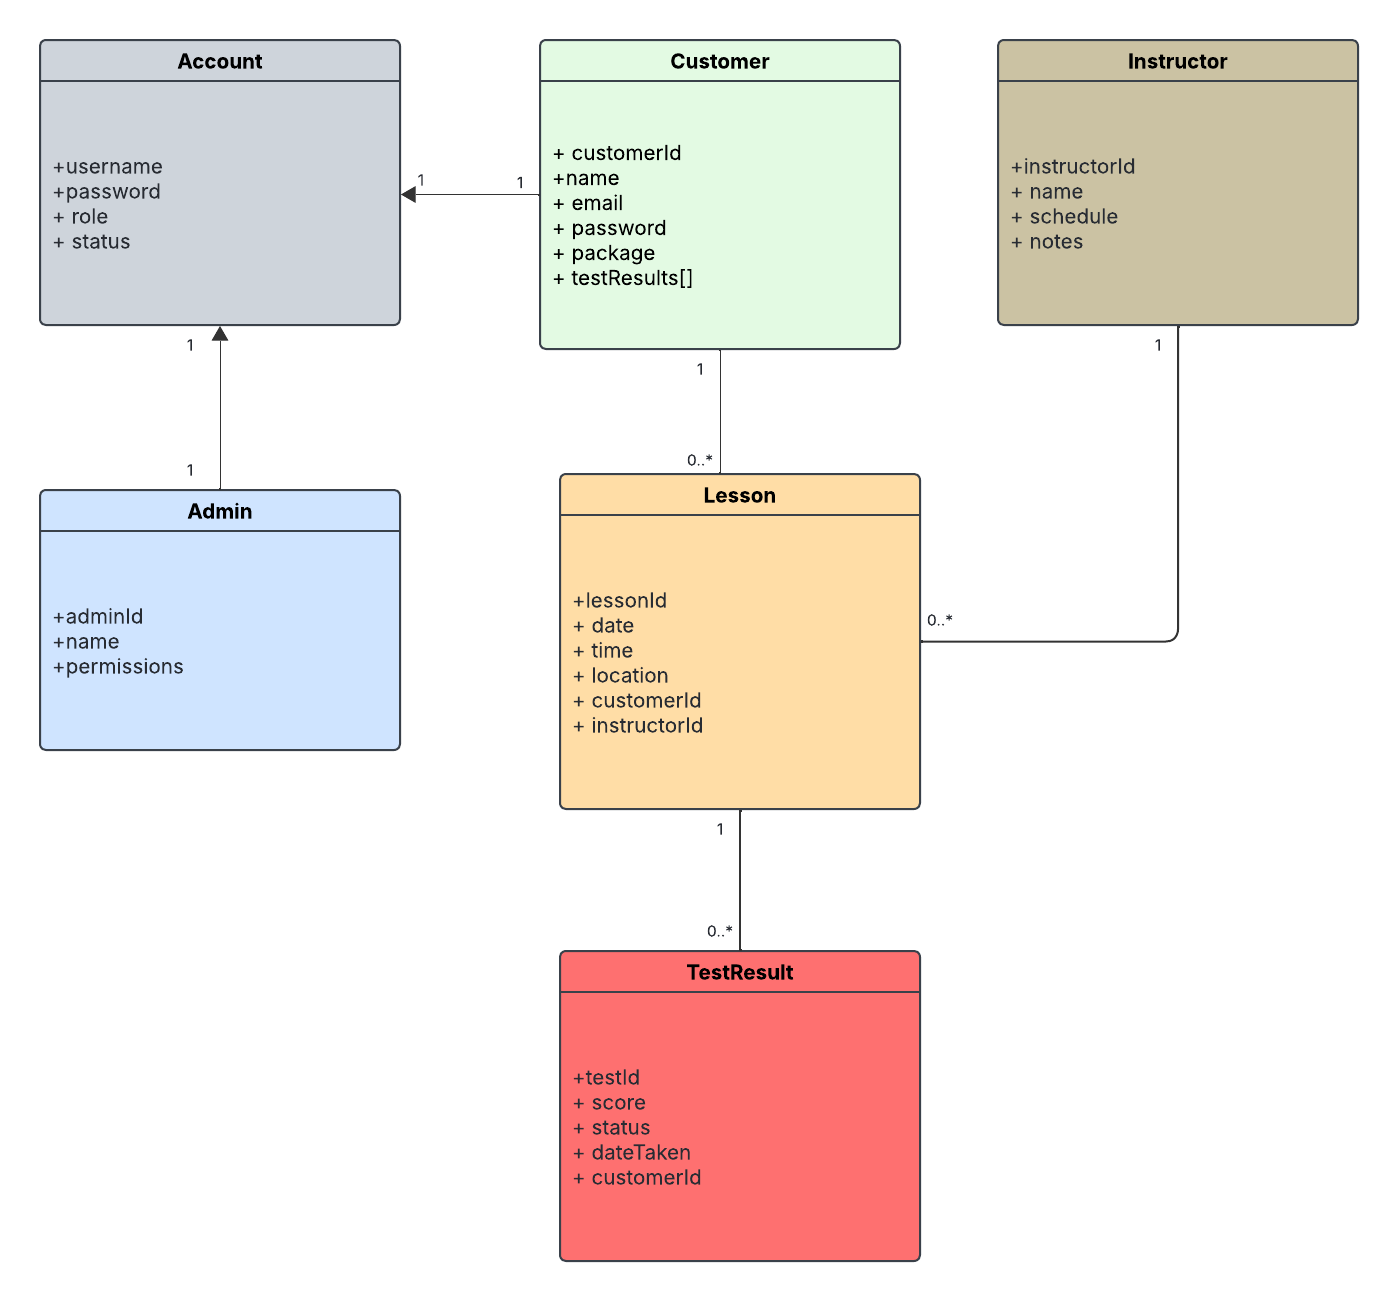 Account
+username
+password
+ role
+ status
1
1
Customer
+ customerId
+name
+ email
+ password
+ package
+ testResults[]
Instructor
+instructorId
+ name
+ schedule
+ notes
1
1
1
0..*
1
0..*
Admin
+adminId
+name
+permissions
Lesson
+lessonId
+ date
+ time
+ location
+ customerId
+ instructorId
1
0..*
TestResult
+testId
+ score
+ status
+ dateTaken
+ customerId